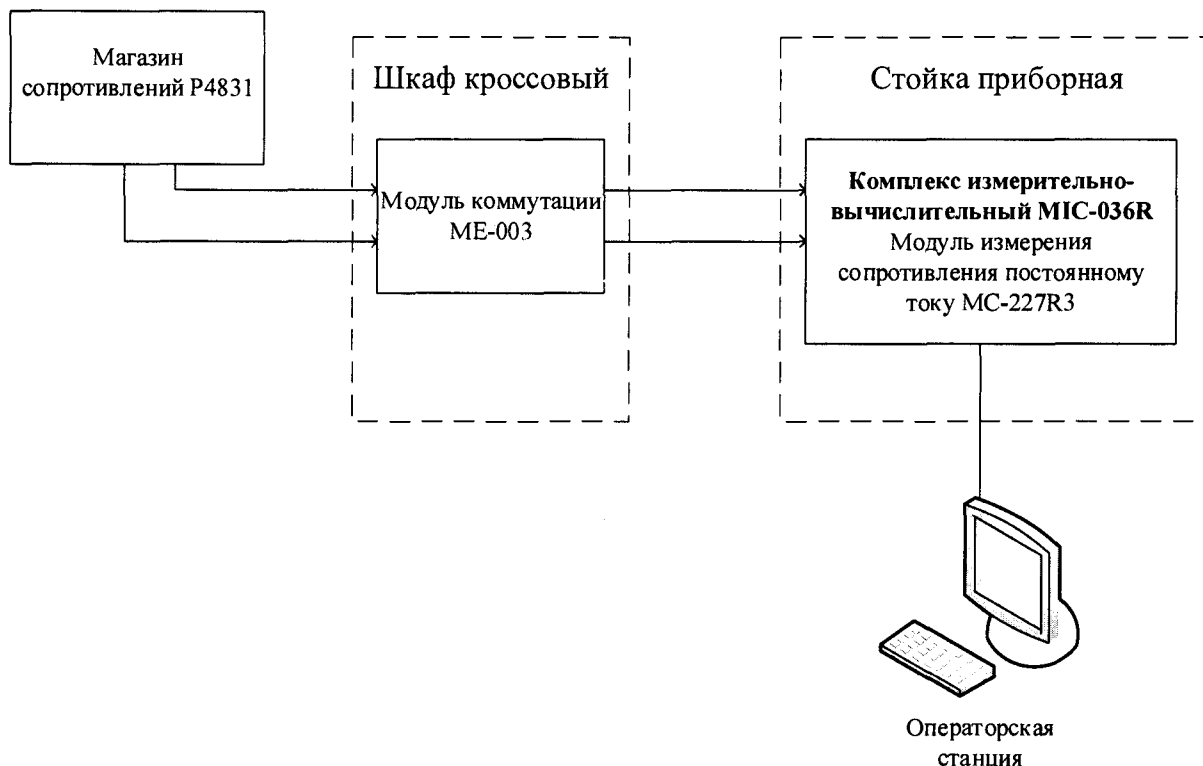 Магазин
сопротивлений Р4831
Шкаф кроссовый
Модуль коммутации
МЕ-003
Стойка приборная
Комплекс измерительно-
вычислительный MIC-036R
Модуль измерения
сопротивления постоянному
току МС-227R3
Операторская
станция